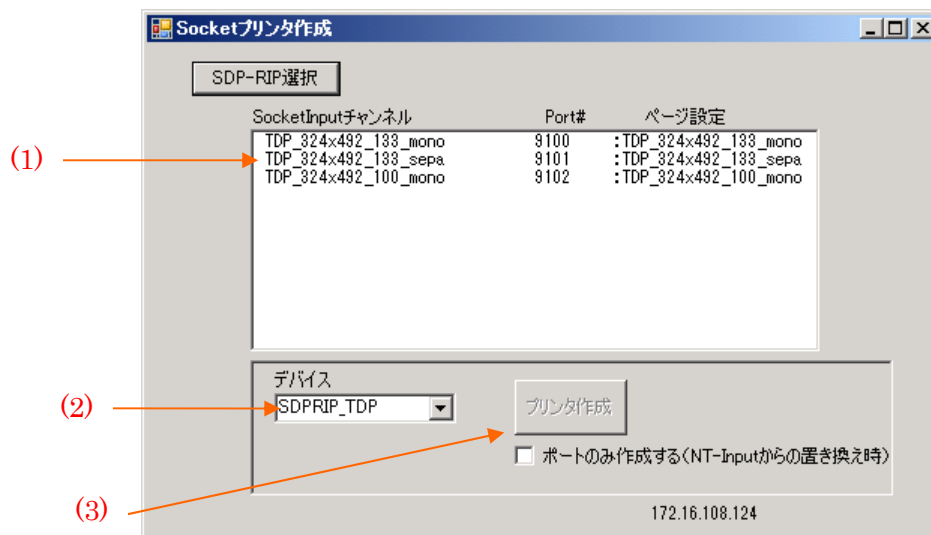 Socketプリンタ作成
SDP-RIP選択
SocketInputチャンネル Port# ページ設定
TDP_324x492_133_mono 9100 :TDP_324x492_133_mono
(1)
TDP_324x492_133_sepa 9101 :TDP_324x492_133_sepa
TDP_324x492_100_mono 9102 :TDP_324x492_100_mono
デバイス
(2)
SDPRIP_TDP
プリンタ作成
ポートのみ作成する(NT-Inputからの置き換え時)
(3)
172.16.108.124